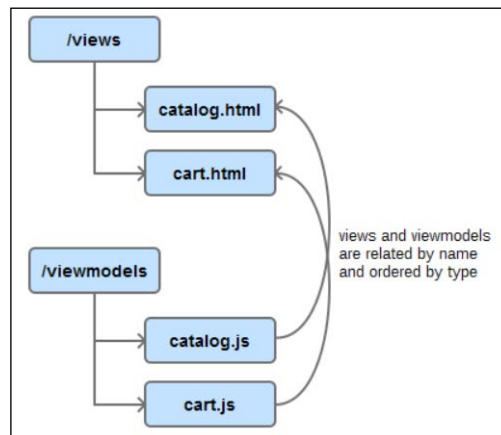 /views
catalog.html
cart.html
views and viewmodels
are related by name
and ordered by type
/viewmodels
catalog.js
cart.js